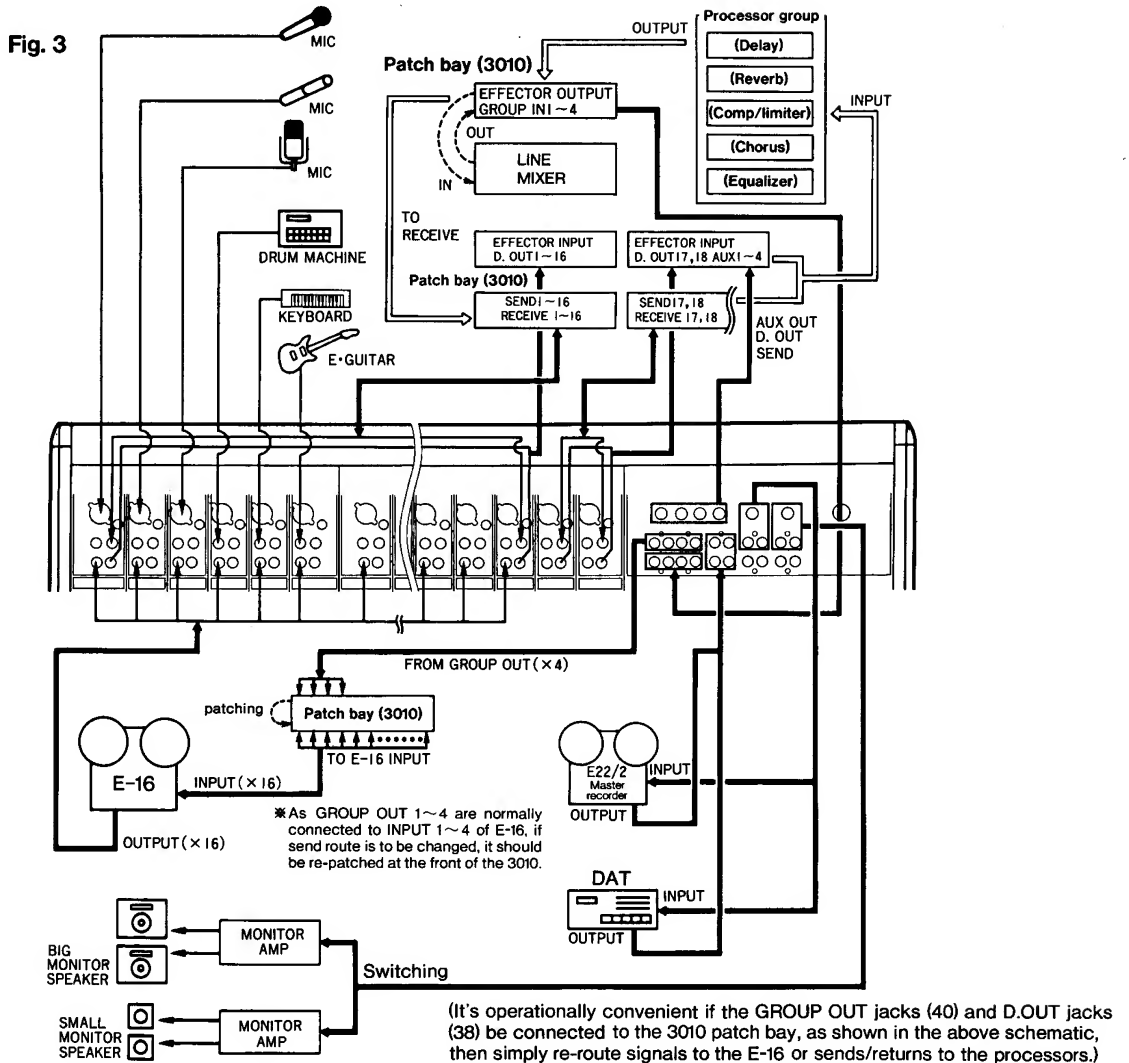 Fig. 3
MIC
MIC
MIC
DRUM MACHINE
KEYBOARD
E•GUITAR
Patch bay (3010)
EFFECTOR OUTPUT
GROUP IN1~4
OUT
LINE
MIXER
IN
OUTPUT
Processor group
(Delay)
(Reverb)
(Comp/limiter)
(Chorus)
(Equalizer)
INPUT
TO
RECEIVE
EFFECTOR INPUT
D. OUT1~16
EFFECTOR INPUT
D. OUT17,18 AUX1~4
Patch bay (3010)
SEND1~16
RECEIVE 1~16
SEND17,18
RECEIVE 17,18
AUX OUT
D. OUT
SEND
FROM GROUP OUT (×4)
patching
Patch bay (3010)
TO E-16 INPUT
E-16
INPUT (×16)
OUTPUT (×16)
※As GROUP OUT 1~4 are normally
connected to INPUT 1~4 of E-16, if
send route is to be changed, it should
be re-patched at the front of the 3010.
E22/2
Master
recorder
INPUT
OUTPUT
DAT
INPUT
OUTPUT
BIG
MONITOR
SPEAKER
MONITOR
AMP
Switching
SMALL
MONITOR
SPEAKER
MONITOR
AMP
(It's operationally convenient if the GROUP OUT jacks (40) and D.OUT jacks
(38) be connected to the 3010 patch bay, as shown in the above schematic,
then simply re-route signals to the E-16 or sends/returns to the processors.)